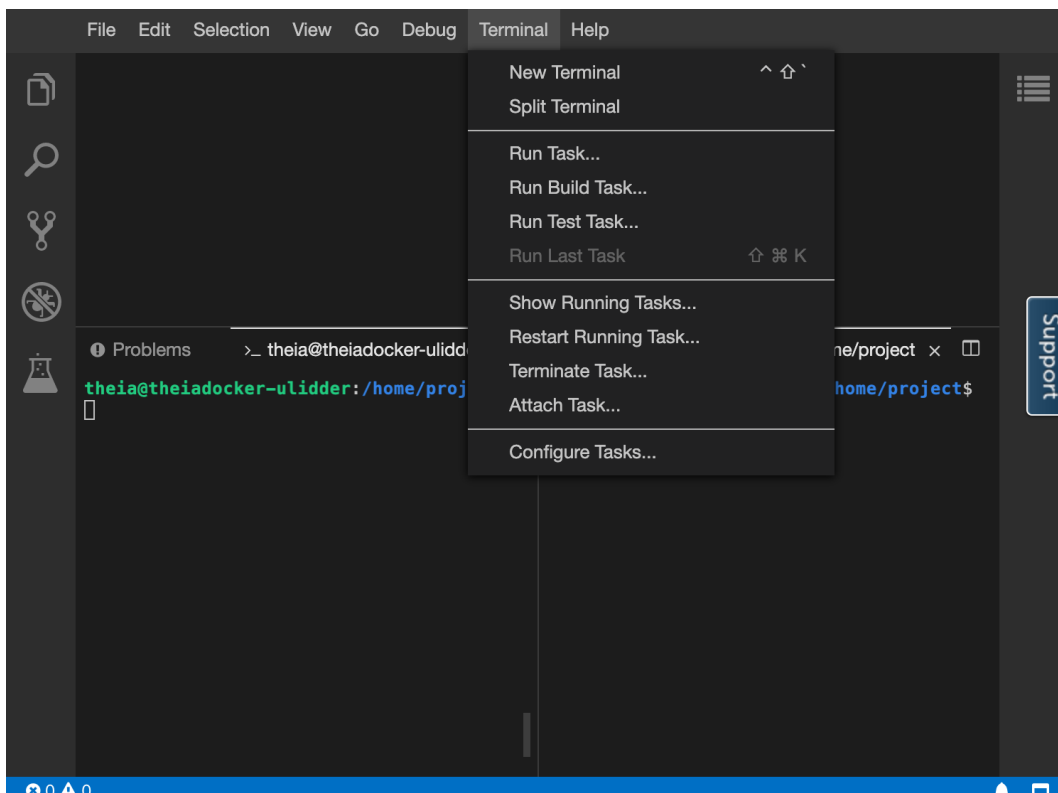 File Edit Selection View Go Debug Terminal Help
New Terminal ^ ⇧ `
Split Terminal
Run Task...
Run Build Task...
Run Test Task...
Run Last Task ⇧ ⌘ K
Show Running Tasks...
Restart Running Task...
Terminate Task...
Attach Task...
Configure Tasks...
Problems >_ theia@theiadocker-ulidd ne/project ×
theia@theiadocker-ulidder:/home/proj home/project$
Support
0 0